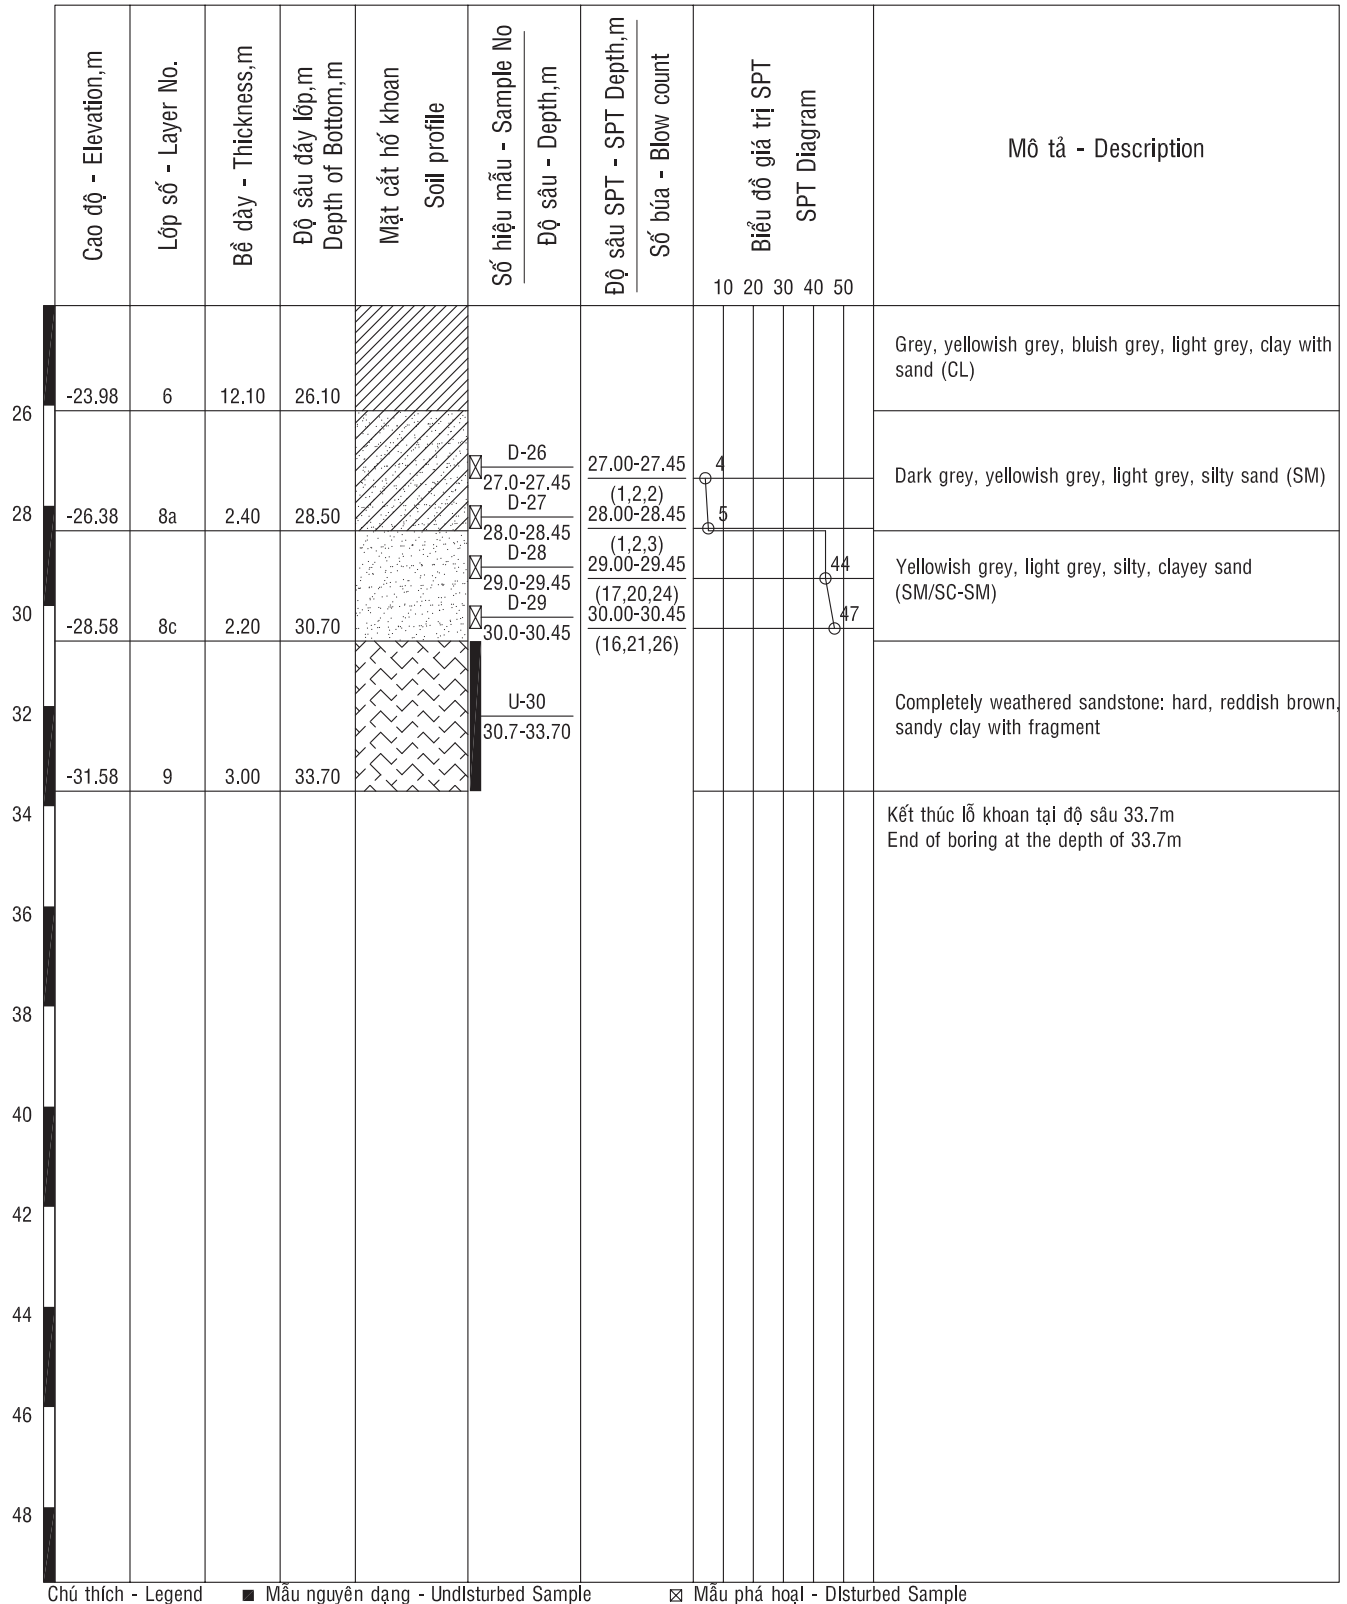 Cao độ - Elevation,m
Lớp số - Layer No.
Bề dày - Thickness,m
Độ sâu đáy lớp,m
Depth of Bottom,m
Mặt cắt hố khoan
Soil profile
Số hiệu mẫu - Sample No
Độ sâu - Depth,m
Độ sâu SPT - SPT Depth,m
Số búa - Blow count
Biểu đồ giá trị SPT
SPT Diagram
10 20 30 40 50
Mô tả - Description
Grey, yellowish grey, bluish grey, light grey, clay with
sand (CL)
-23.98 6 12.10 26.10
26
D-26
27.0-27.45
27.00-27.45
(1,2,2)
4
Dark grey, yellowish grey, light grey, silty sand (SM)
D-27
28.0-28.45
28.00-28.45
(1,2,3)
5
28
-26.38 8a 2.40 28.50
D-28
29.0-29.45
29.00-29.45
(17,20,24)
44
Yellowish grey, light grey, silty, clayey sand
(SM/SC-SM)
D-29
30.0-30.45
30.00-30.45
(16,21,26)
47
30
-28.58 8c 2.20 30.70
U-30
30.7-33.70
32
Completely weathered sandstone: hard, reddish brown,
sandy clay with fragment
-31.58 9 3.00 33.70
34
Kết thúc lỗ khoan tại độ sâu 33.7m
End of boring at the depth of 33.7m
36
38
40
42
44
46
48
Chú thích - Legend Mẫu nguyên dạng - Undisturbed Sample Mẫu phá hoại - Disturbed Sample